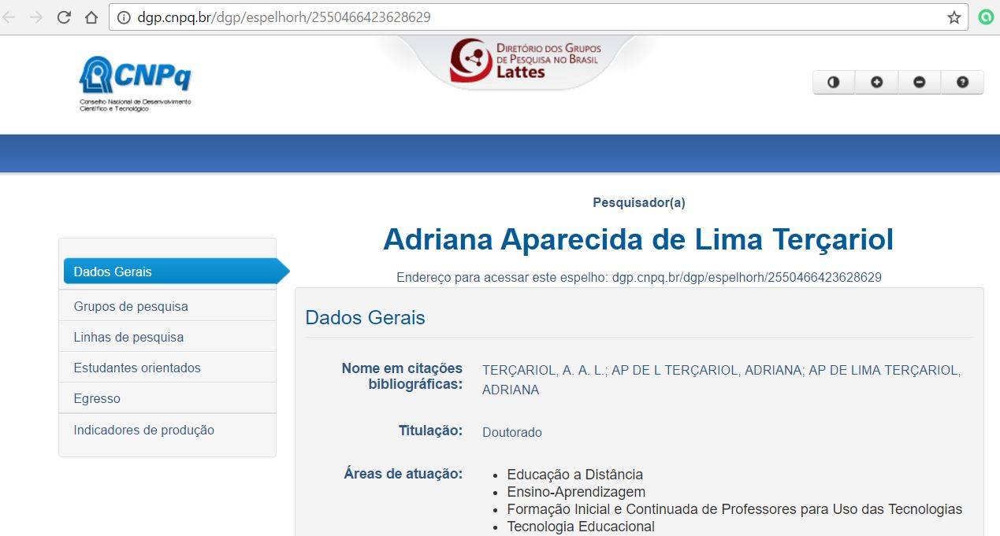 dgp.cnpq.br/dgp/espelhorh/2550466423628629
CNPq
Conselho Nacional de Desenvolvimento
Científico e Tecnológico
Diretório dos Grupos
de Pesquisa no Brasil
Lattes
Pesquisador(a)
Adriana Aparecida de Lima Terçariol
Endereço para acessar este espelho: dgp.cnpq.br/dgp/espelhorh/2550466423628629
Dados Gerais
Grupos de pesquisa
Linhas de pesquisa
Estudantes orientados
Egresso
Indicadores de produção
Dados Gerais
Nome em citações
bibliográficas:
TERÇARIOL, A. A. L.; AP DE L TERÇARIOL, ADRIANA; AP DE LIMA TERÇARIOL,
ADRIANA
Titulação:
Doutorado
Áreas de atuação:
• Educação a Distância
• Ensino-Aprendizagem
• Formação Inicial e Continuada de Professores para Uso das Tecnologias
• Tecnologia Educacional